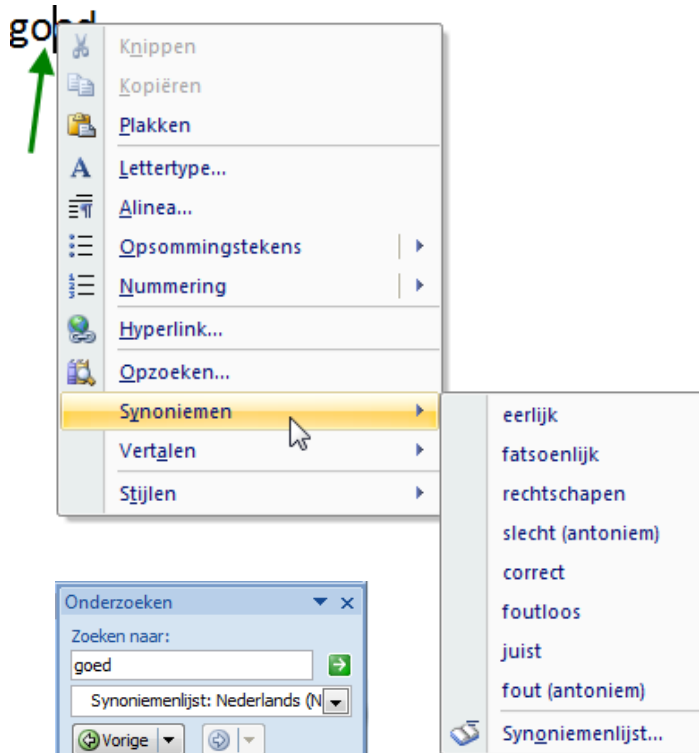 goed
Knippen
Kopiëren
Plakken
Lettertype...
Alinea...
Opsommingstekens
Nummering
Hyperlink...
Opzoeken...
Synoniemen
Vertalen
Stijlen
eerlijk
fatsoenlijk
rechtschapen
slecht (antoniem)
correct
foutloos
juist
fout (antoniem)
Synoniemenlijst...
Onderzoeken
Zoeken naar:
goed
Synoniemenlijst: Nederlands (N
Vorige